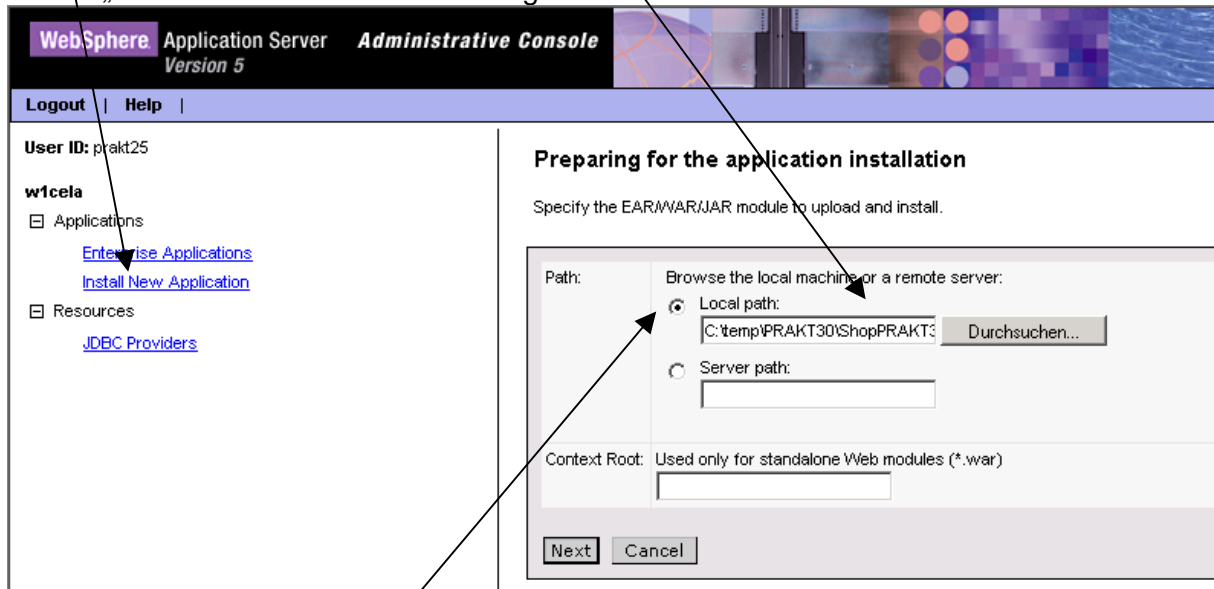 WebSphere. Application Server Administrative Console
Version 5
Logout | Help |
User ID: prakt25
w1cela
Applications
Enterprise Applications
Install New Application
Resources
JDBC Providers
Preparing for the application installation
Specify the EAR/WAR/JAR module to upload and install.
Path: Browse the local machine or a remote server:
Local path:
C:\temp\PRAKT30\ShopPRAKT3 Durchsuchen...
Server path:
Context Root: Used only for standalone Web modules (*.war)
Next Cancel